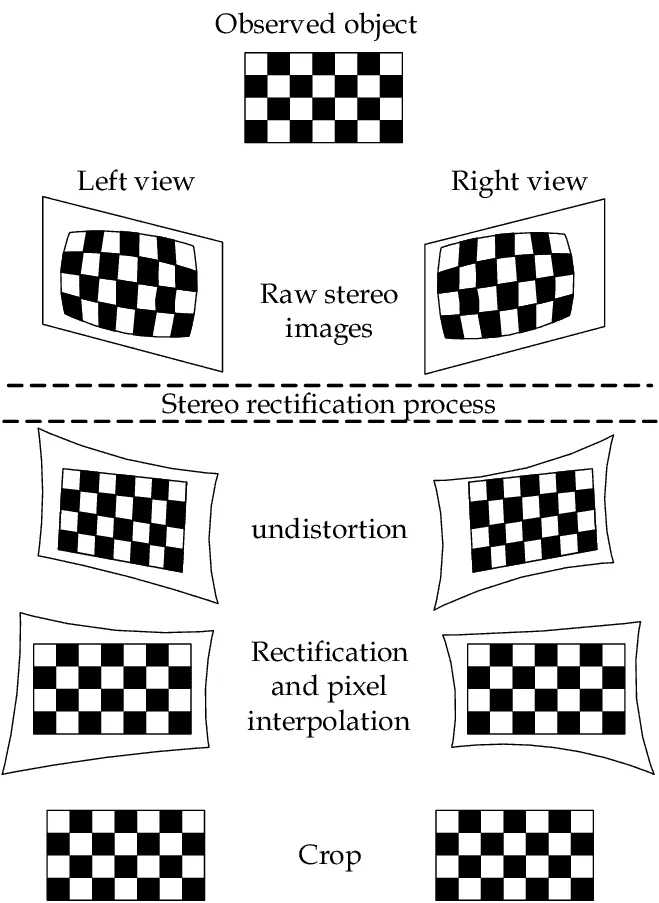 Observed object
Left view
Right view
Raw stereo
images
Stereo rectification process
undistortion
Rectification
and pixel
interpolation
Crop